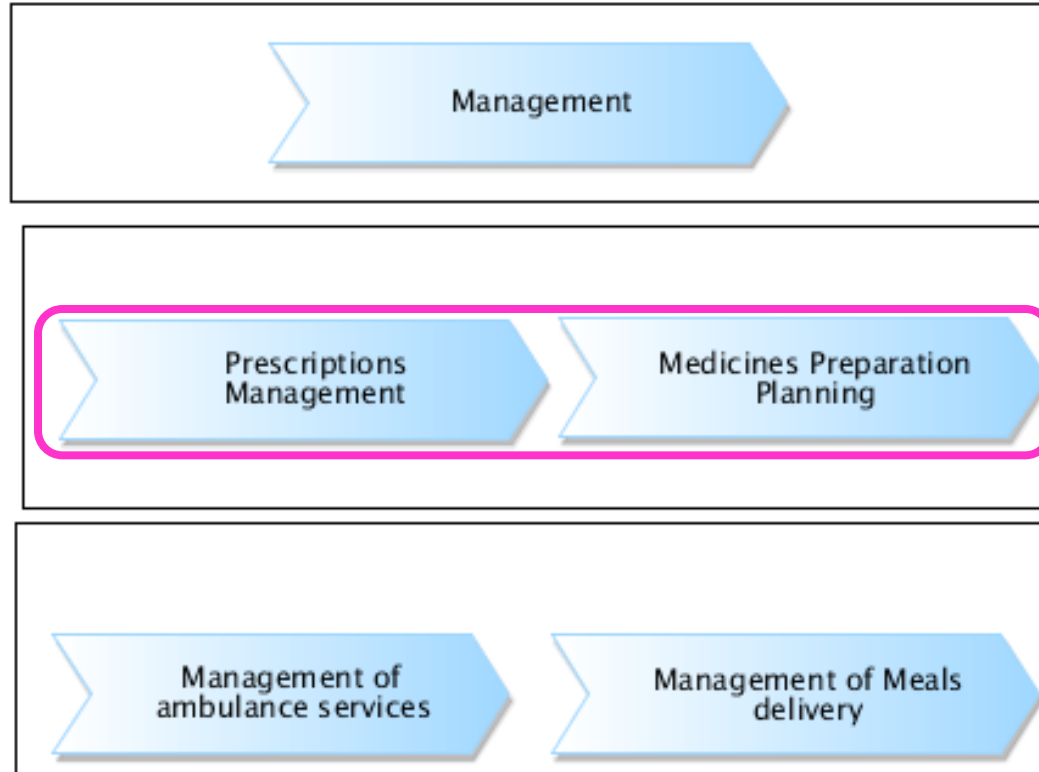 Management
Prescriptions
Management
Medicines Preparation
Planning
Management of
ambulance services
Management of Meals
delivery